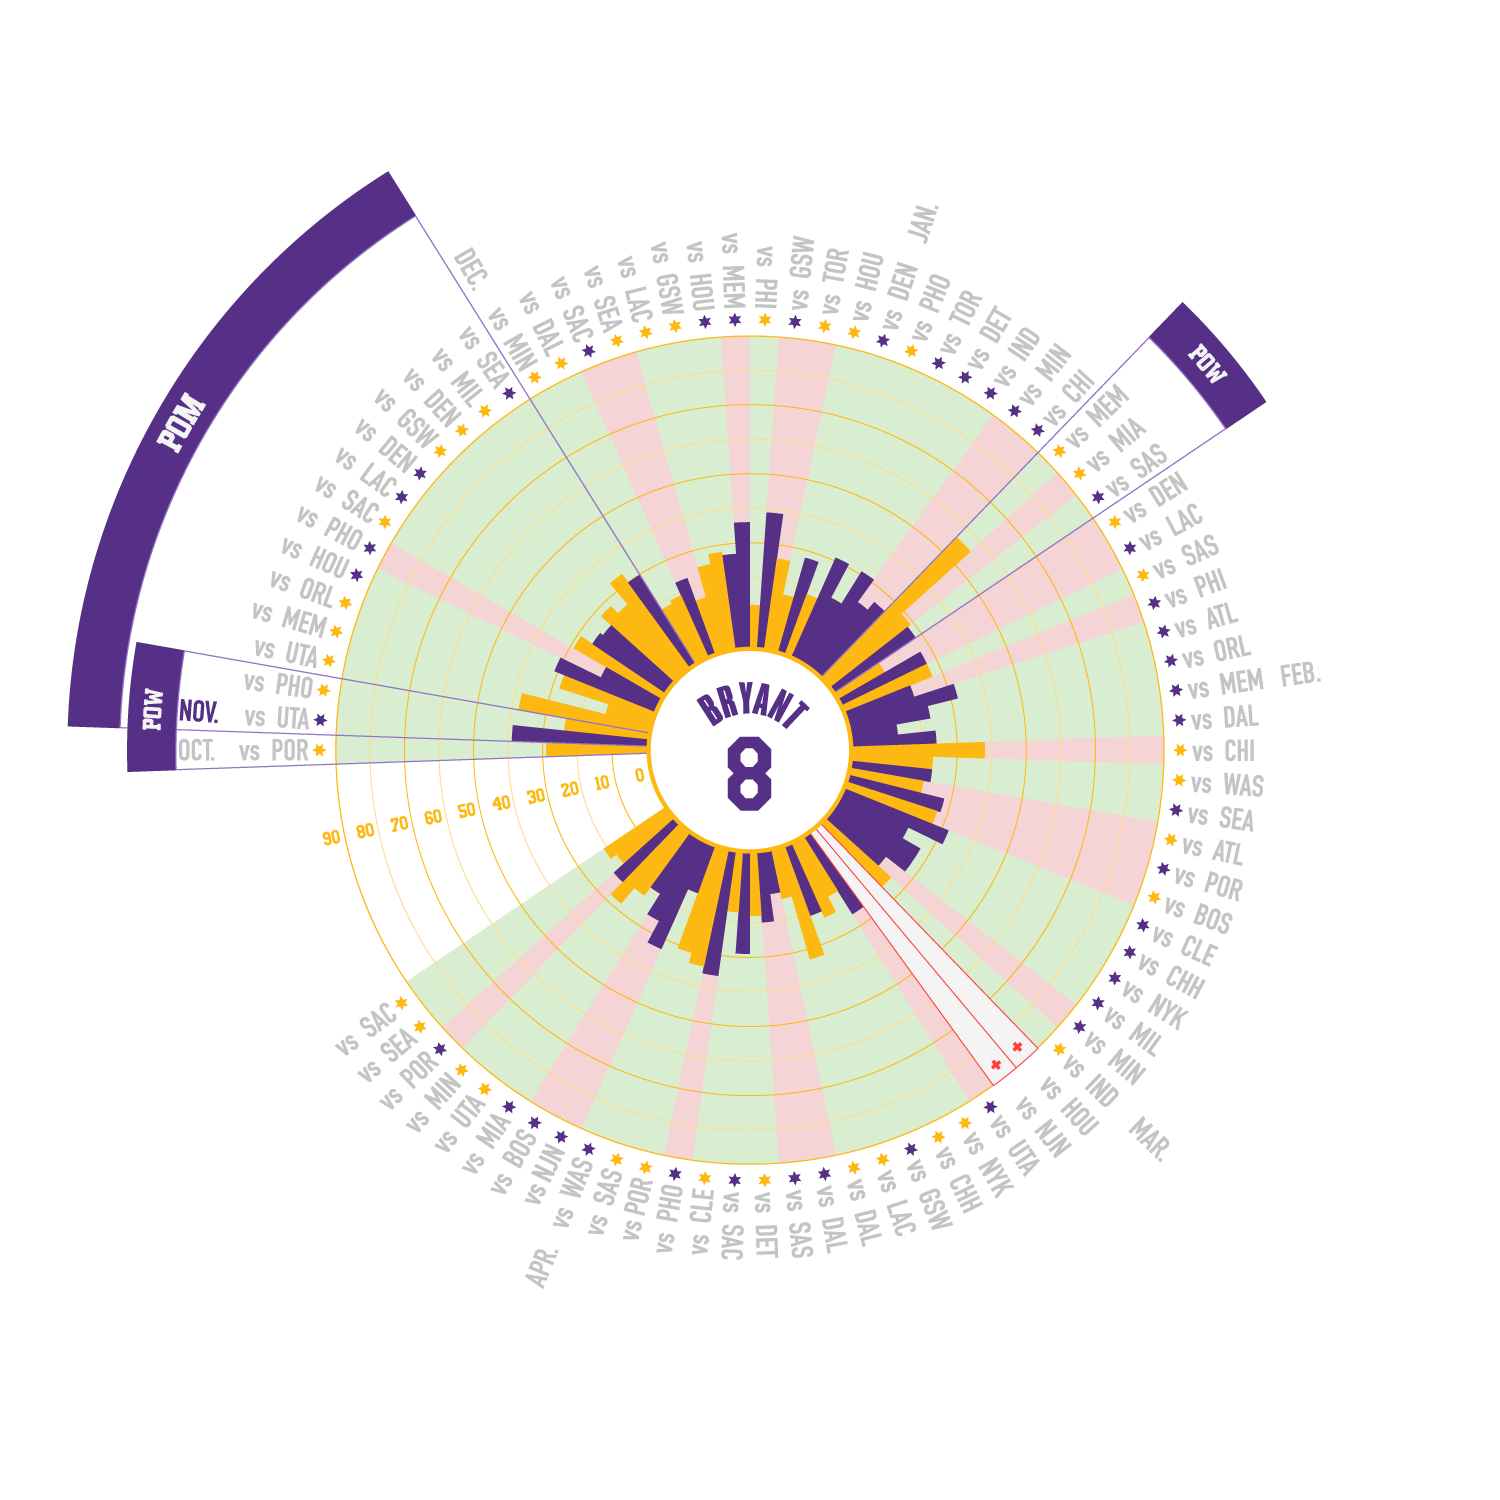 BRYANT
8
0
10
20
30
40
50
60
70
80
90
POM
POW
POW
OCT.
vs POR
NOV.
vs UTA
vs PHO
vs UTA
vs MEM
vs ORL
vs HOU
vs PHO
vs SAC
vs LAC
vs DEN
vs GSW
vs DEN
vs MIL
vs SEA
DEC.
vs MIN
vs DAL
vs SAC
vs SEA
vs LAC
vs GSW
vs HOU
vs MEM
vs PHI
vs GSW
vs TOR
vs HOU
vs DEN
JAN.
vs PHO
vs TOR
vs DET
vs IND
vs MIN
vs CHI
vs MEM
vs MIA
vs SAS
vs DEN
vs LAC
vs SAS
vs PHI
vs ATL
vs ORL
vs MEM
FEB.
vs DAL
vs CHI
vs WAS
vs SEA
vs ATL
vs POR
vs BOS
vs CLE
vs CHH
vs NYK
vs MIL
vs MIN
vs IND
MAR.
vs HOU
vs NJN
vs UTA
vs NYK
vs CHH
vs GSW
vs LAC
vs DAL
vs DAL
vs SAS
vs DET
vs SAC
vs CLE
vs PHO
vs POR
vs SAS
APR.
vs WAS
vs NJN
vs BOS
vs MIA
vs UTA
vs MIN
vs POR
vs SEA
vs SAC